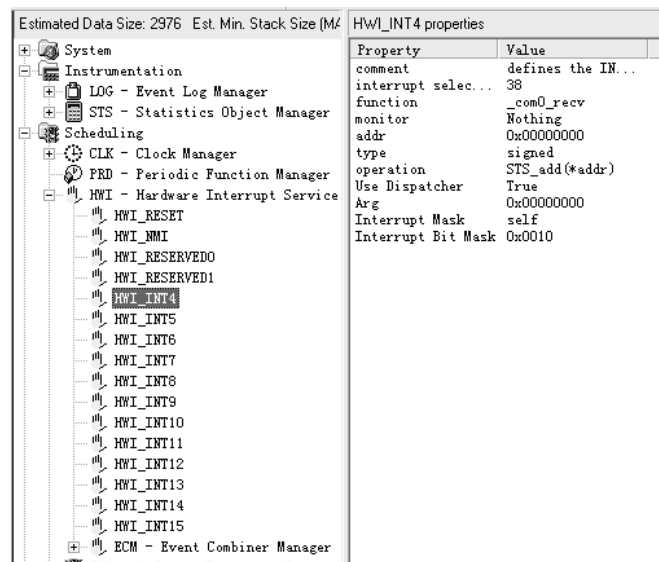 Estimated Data Size: 2976 Est. Min. Stack Size (MA
System
Instrumentation
LOG - Event Log Manager
STS - Statistics Object Manager
Scheduling
CLK - Clock Manager
PRD - Periodic Function Manager
HWI - Hardware Interrupt Service
HWI_RESET
HWI_NMI
HWI_RESERVED0
HWI_RESERVED1
HWI_INT4
HWI_INT5
HWI_INT6
HWI_INT7
HWI_INT8
HWI_INT9
HWI_INT10
HWI_INT11
HWI_INT12
HWI_INT13
HWI_INT14
HWI_INT15
ECM - Event Combiner Manager
HWI_INT4 properties
Property Value
comment defines the IN...
interrupt selec... 38
function _com0_recv
monitor Nothing
addr 0x00000000
type signed
operation STS_add(*addr)
Use Dispatcher True
Arg 0x00000000
Interrupt Mask self
Interrupt Bit Mask 0x0010